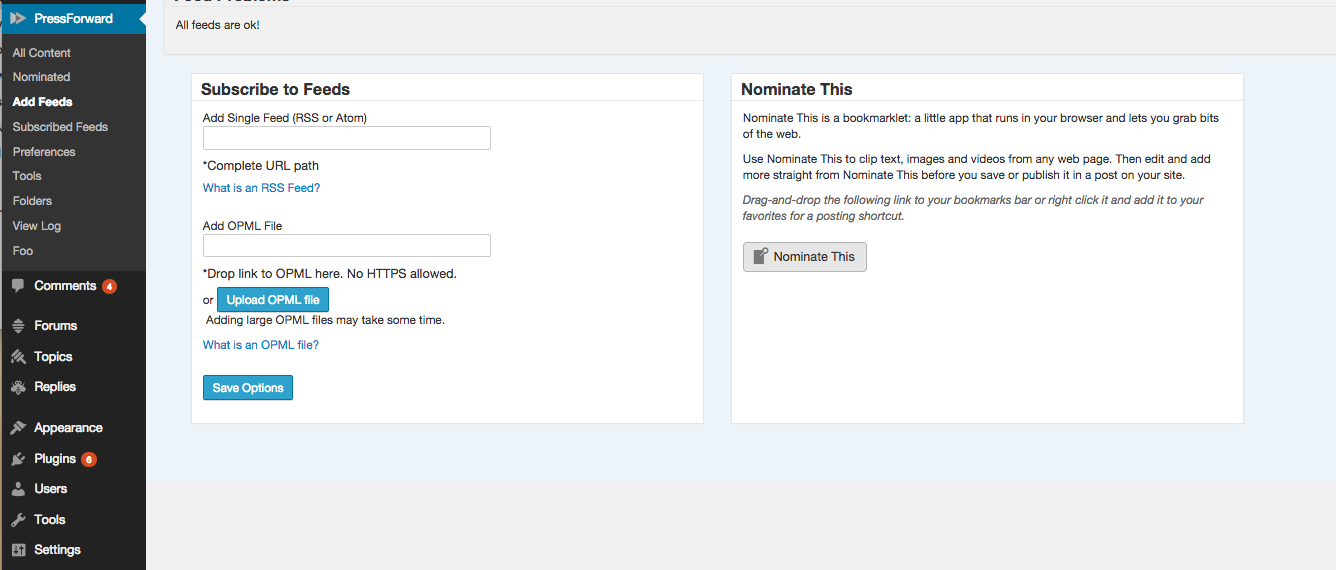 PressForward
All Content
Nominated
Add Feeds
Subscribed Feeds
Preferences
Tools
Folders
View Log
Foo
Comments 4
Forums
Topics
Replies
Appearance
Plugins 6
Users
Tools
Settings
Feed Problems
All feeds are ok!
Subscribe to Feeds
Add Single Feed (RSS or Atom)
*Complete URL path
What is an RSS Feed?
Add OPML File
*Drop link to OPML here. No HTTPS allowed.
or Upload OPML file
Adding large OPML files may take some time.
What is an OPML file?
Save Options
Nominate This
Nominate This is a bookmarklet: a little app that runs in your browser and lets you grab bits
of the web.
Use Nominate This to clip text, images and videos from any web page. Then edit and add
more straight from Nominate This before you save or publish it in a post on your site.
Drag-and-drop the following link to your bookmarks bar or right click it and add it to your
favorites for a posting shortcut.
Nominate This